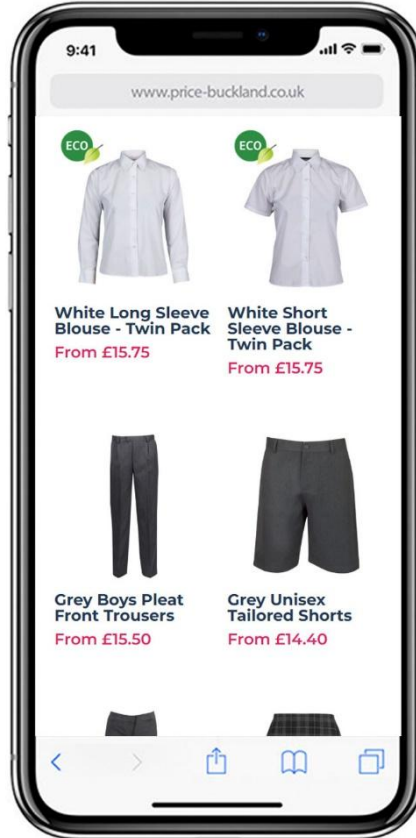 9:41
www.price-buckland.co.uk
ECO
ECO
White Long Sleeve
Blouse - Twin Pack
From £15.75
White Short
Sleeve Blouse -
Twin Pack
From £15.75
Grey Boys Pleat
Front Trousers
From £15.50
Grey Unisex
Tailored Shorts
From £14.40